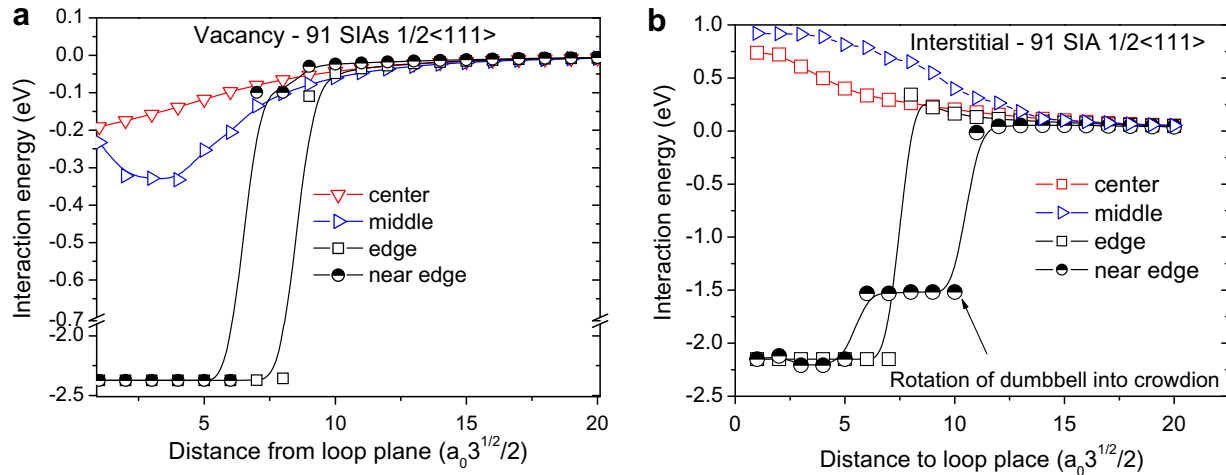 a
Vacancy - 91 SIAs 1/2<111>
Interaction energy (eV)
0.1
0.0
-0.1
-0.2
-0.3
-0.4
-0.5
-0.6
-0.7
-2.0
-2.5
center
middle
edge
near edge
5
10
15
20
Distance from loop plane (a₀3^{1/2}/2)
b
Interstitial - 91 SIA 1/2<111>
Interaction energy (eV)
1.0
0.5
0.0
-0.5
-1.0
-1.5
-2.0
-2.5
center
middle
edge
near edge
Rotation of dumbbell into crowdion
0
5
10
15
20
Distance to loop place (a₀3^{1/2}/2)